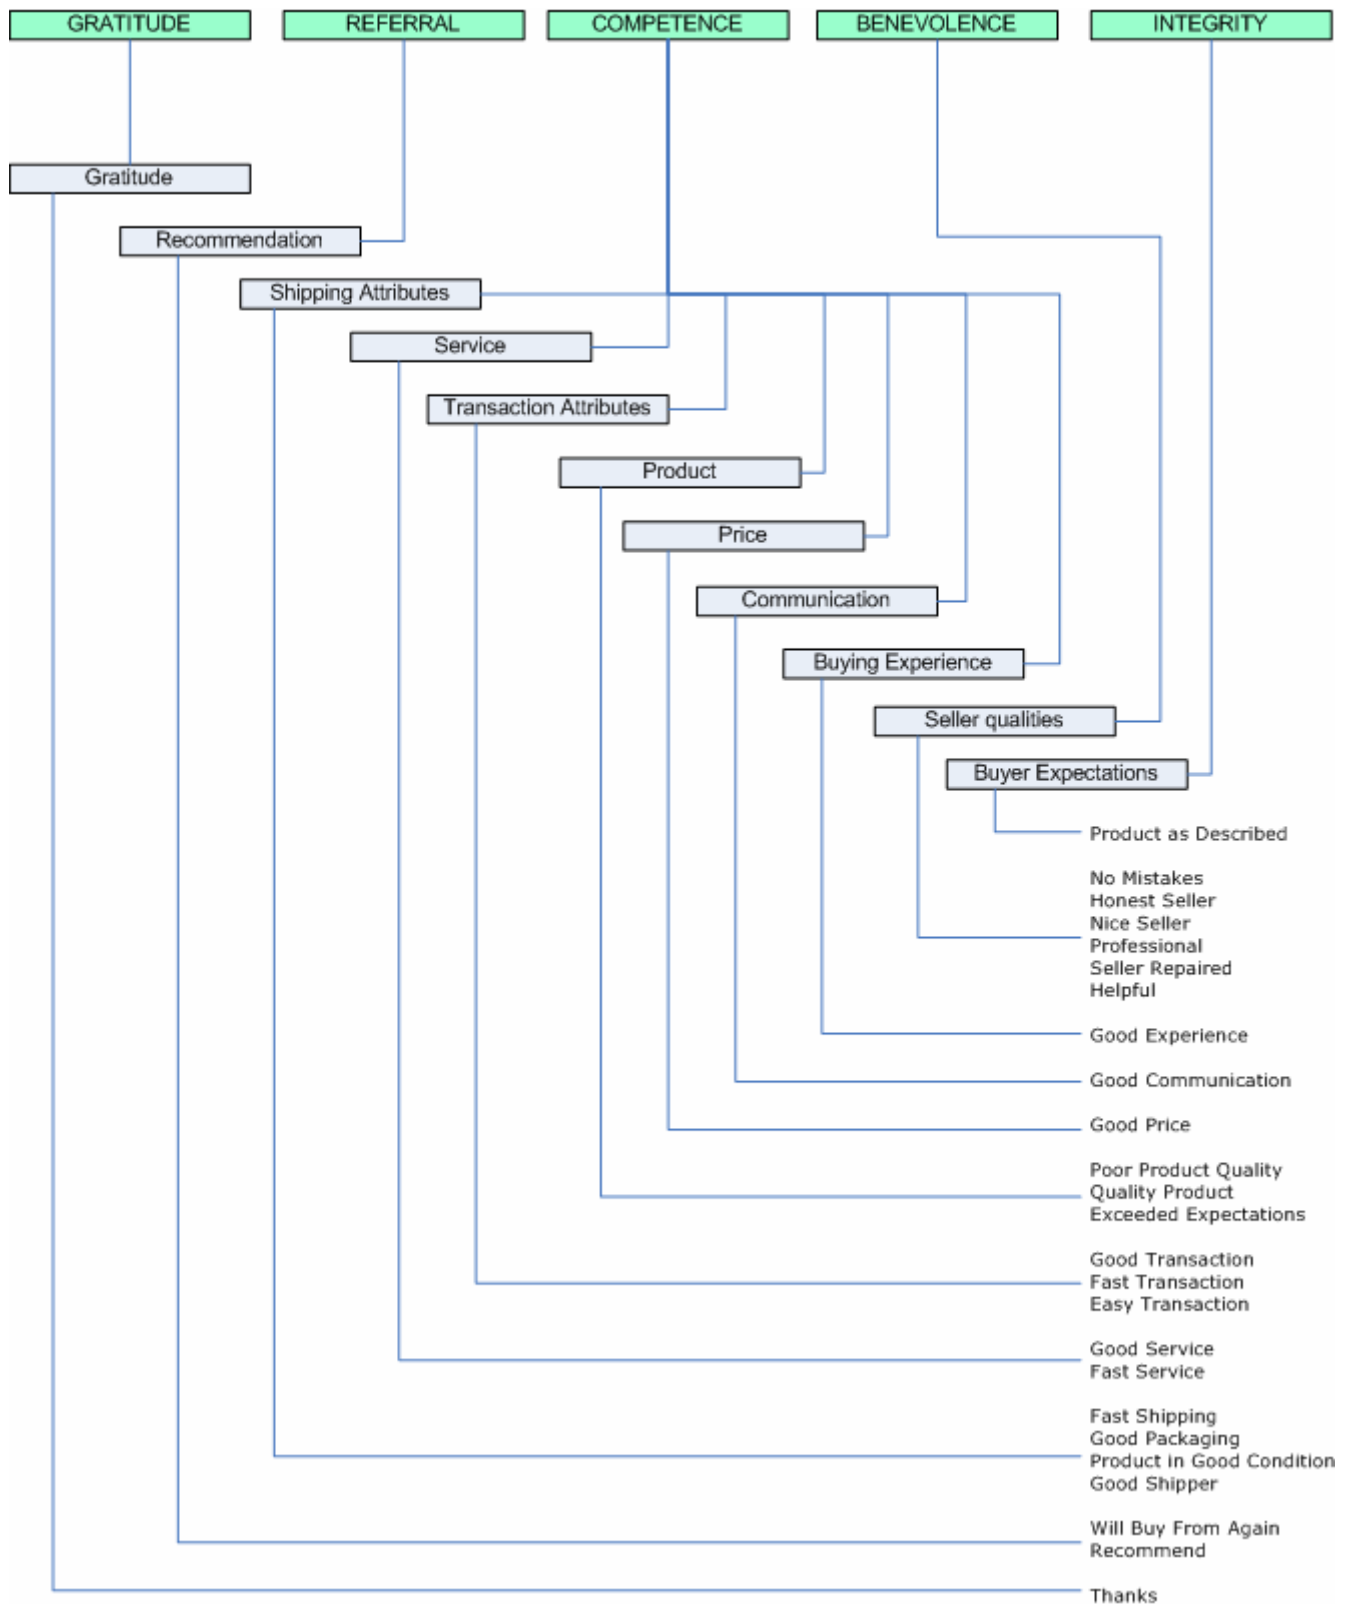 GRATITUDE REFERRAL COMPETENCE BENEVOLENCE INTEGRITY
Gratitude
Recommendation
Shipping Attributes
Service
Transaction Attributes
Product
Price
Communication
Buying Experience
Seller qualities
Buyer Expectations
Product as Described
No Mistakes
Honest Seller
Nice Seller
Professional
Seller Repaired
Helpful
Good Experience
Good Communication
Good Price
Poor Product Quality
Quality Product
Exceeded Expectations
Good Transaction
Fast Transaction
Easy Transaction
Good Service
Fast Service
Fast Shipping
Good Packaging
Product in Good Condition
Good Shipper
Will Buy From Again
Recommend
Thanks